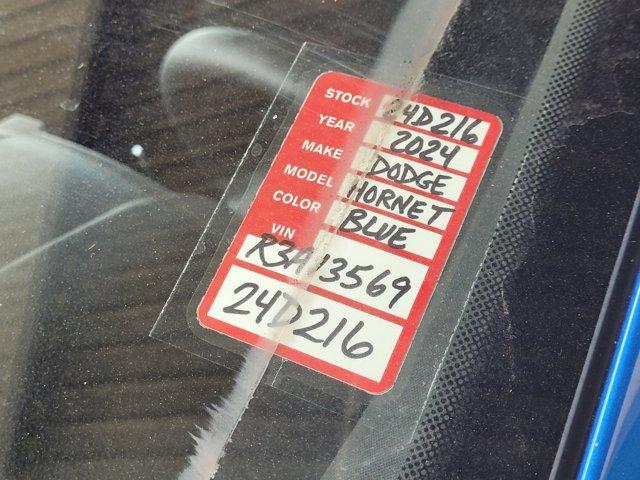 STOCK 24D216
YEAR 2024
MAKE DODGE
MODEL HORNET
COLOR BLUE
VIN
R3A13569
24D216